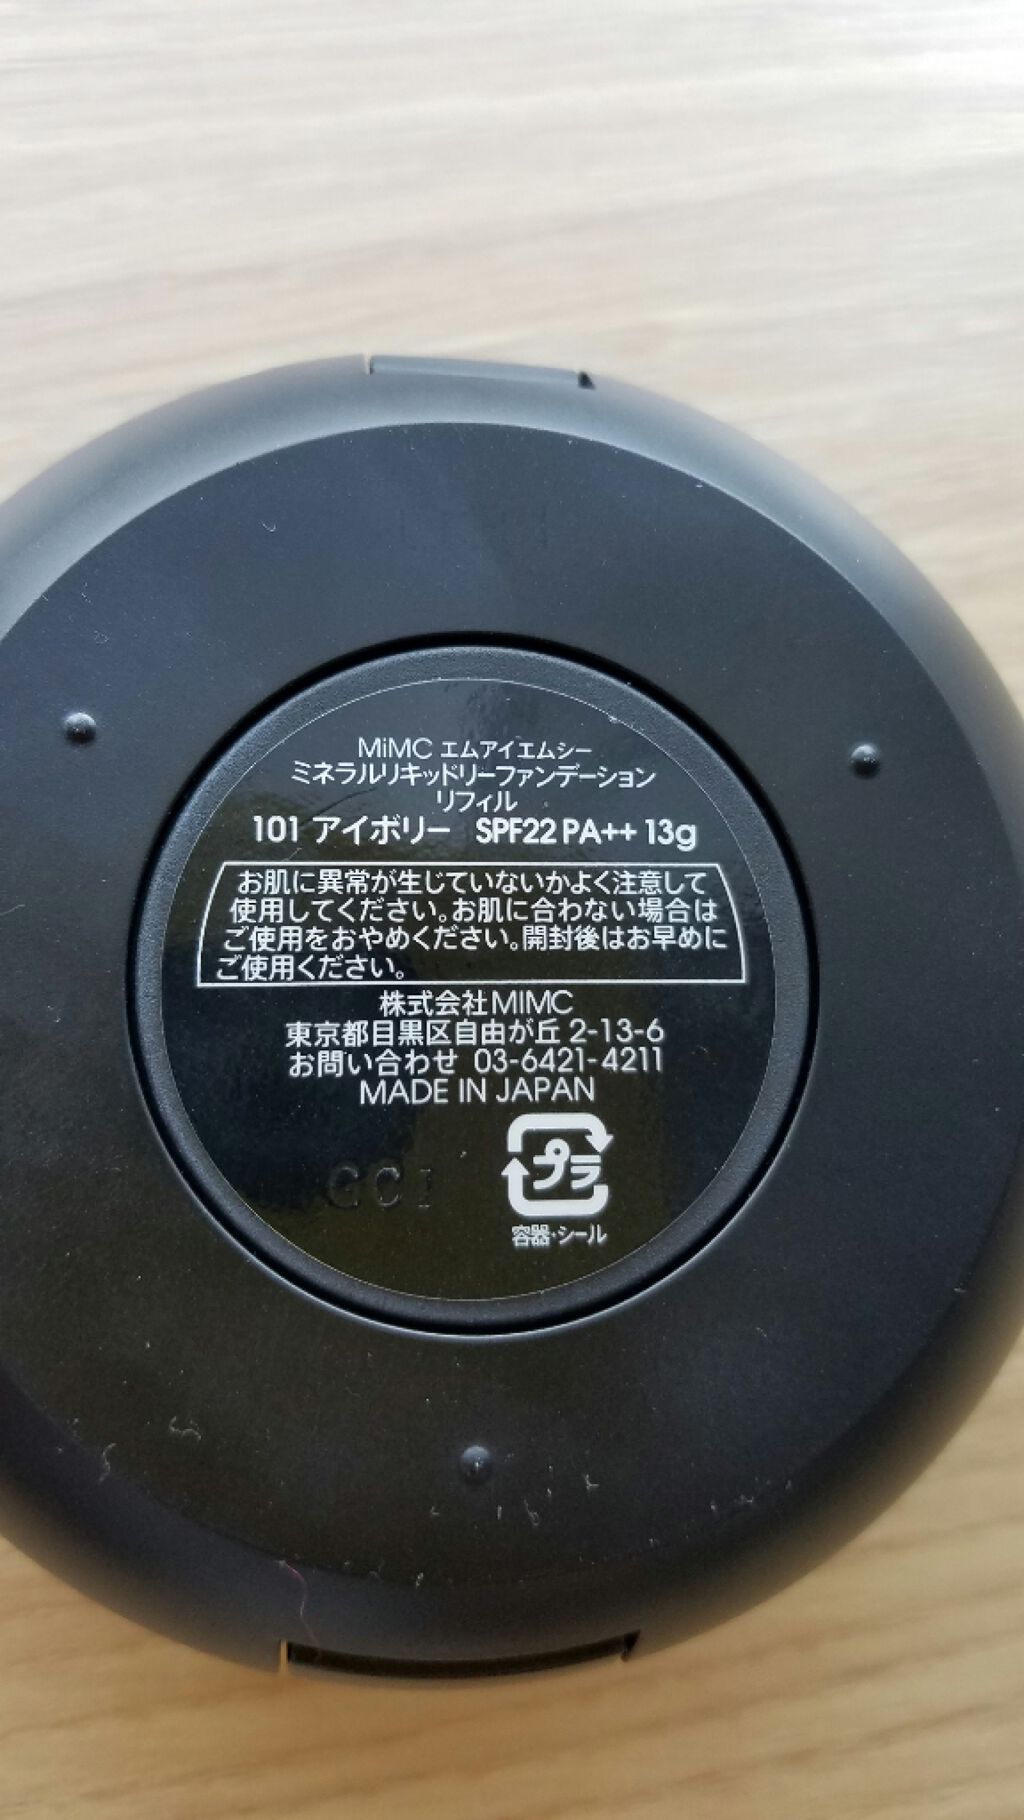 MiMC エムアイエムシー
ミネラルリキッドリーファンデーション
リフィル
101 アイボリー SPF22 PA++ 13g
お肌に異常が生じていないかよく注意して
使用してください。お肌に合わない場合は
ご使用をおやめください。開封後はお早めに
ご使用ください。
株式会社MIMC
東京都目黒区自由が丘 2-13-6
お問い合わせ 03-6421-4211
MADE IN JAPAN
プラ
容器・シール